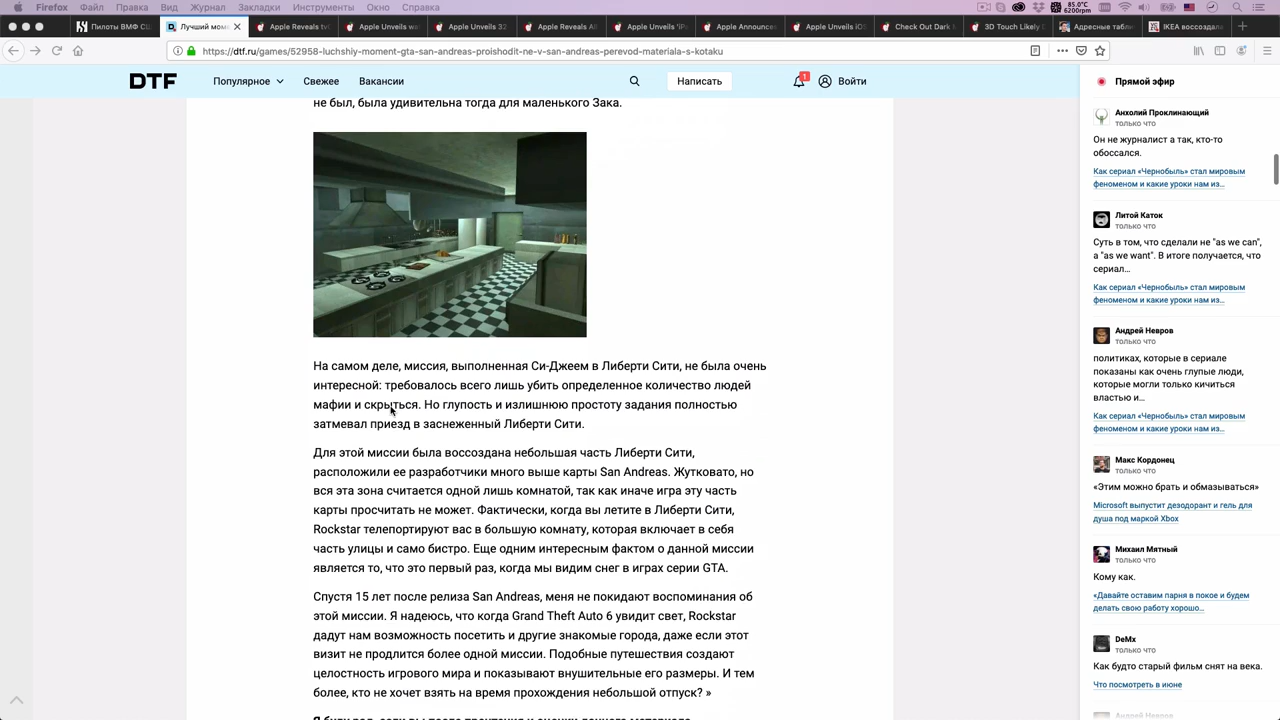 Firefox Файл Правка Вид Журнал Закладки Инструменты Окно Справка
85,0°C
6200rpm
Пилоты ВМФ СШ
Лучший мом
Apple Reveals tvO
Apple Unveils w
Apple Unveils 32
Apple Reveals All
Apple Unveils 'iPa
Apple Announces
Apple Unveils iOS
Check Out Dark M
3D Touch Likely D
Адресные табли
IKEA воссоздала
https://dtf.ru/games/52958-luchshiy-moment-gta-san-andreas-proishodit-ne-v-san-andreas-perevod-materiala-s-kotaku
DTF
Популярное
Свежее
Вакансии
Написать
1
Войти
не был, была удивительна тогда для маленького Зака.
На самом деле, миссия, выполненная Си-Джеем в Либерти Сити, не была очень
интересной: требовалось всего лишь убить определенное количество людей
мафии и скрыться. Но глупость и излишнюю простоту задания полностью
затмевал приезд в заснеженный Либерти Сити.
Для этой миссии была воссоздана небольшая часть Либерти Сити,
расположили ее разработчики много выше карты San Andreas. Жутковато, но
вся эта зона считается одной лишь комнатой, так как иначе игра эту часть
карты просчитать не может. Фактически, когда вы летите в Либерти Сити,
Rockstar телепортирует вас в большую комнату, которая включает в себя
часть улицы и само бистро. Еще одним интересным фактом о данной миссии
является то, что это первый раз, когда мы видим снег в играх серии GTA.
Спустя 15 лет после релиза San Andreas, меня не покидают воспоминания об
этой миссии. Я надеюсь, что когда Grand Theft Auto 6 увидит свет, Rockstar
дадут нам возможность посетить и другие знакомые города, даже если этот
визит не продлится более одной миссии. Подобные путешествия создают
целостность игрового мира и показывают внушительные его размеры. И тем
более, кто не хочет взять на время прохождения небольшой отпуск? »
Прямой эфир
Анхолий Проклинающий
только что
Он не журналист а так, кто-то
обоссался.
Как сериал «Чернобыль» стал мировым
феноменом и какие уроки нам из...
Литой Каток
только что
Суть в том, что сделали не "as we can",
а "as we want". В итоге получается, что
сериал...
Как сериал «Чернобыль» стал мировым
феноменом и какие уроки нам из...
Андрей Невров
только что
политиках, которые в сериале
показаны как очень глупые люди,
которые могли только кичиться
властью и...
Как сериал «Чернобыль» стал мировым
феноменом и какие уроки нам из...
Макс Кордонец
только что
«Этим можно брать и обмазываться»
Microsoft выпустит дезодорант и гель для
душа под маркой Xbox
Михаил Мятный
только что
Кому как.
«Давайте оставим парня в покое и будем
делать свою работу хорошо...
DeMx
только что
Как будто старый фильм снят на века.
Что посмотреть в июне
Андрей Невров